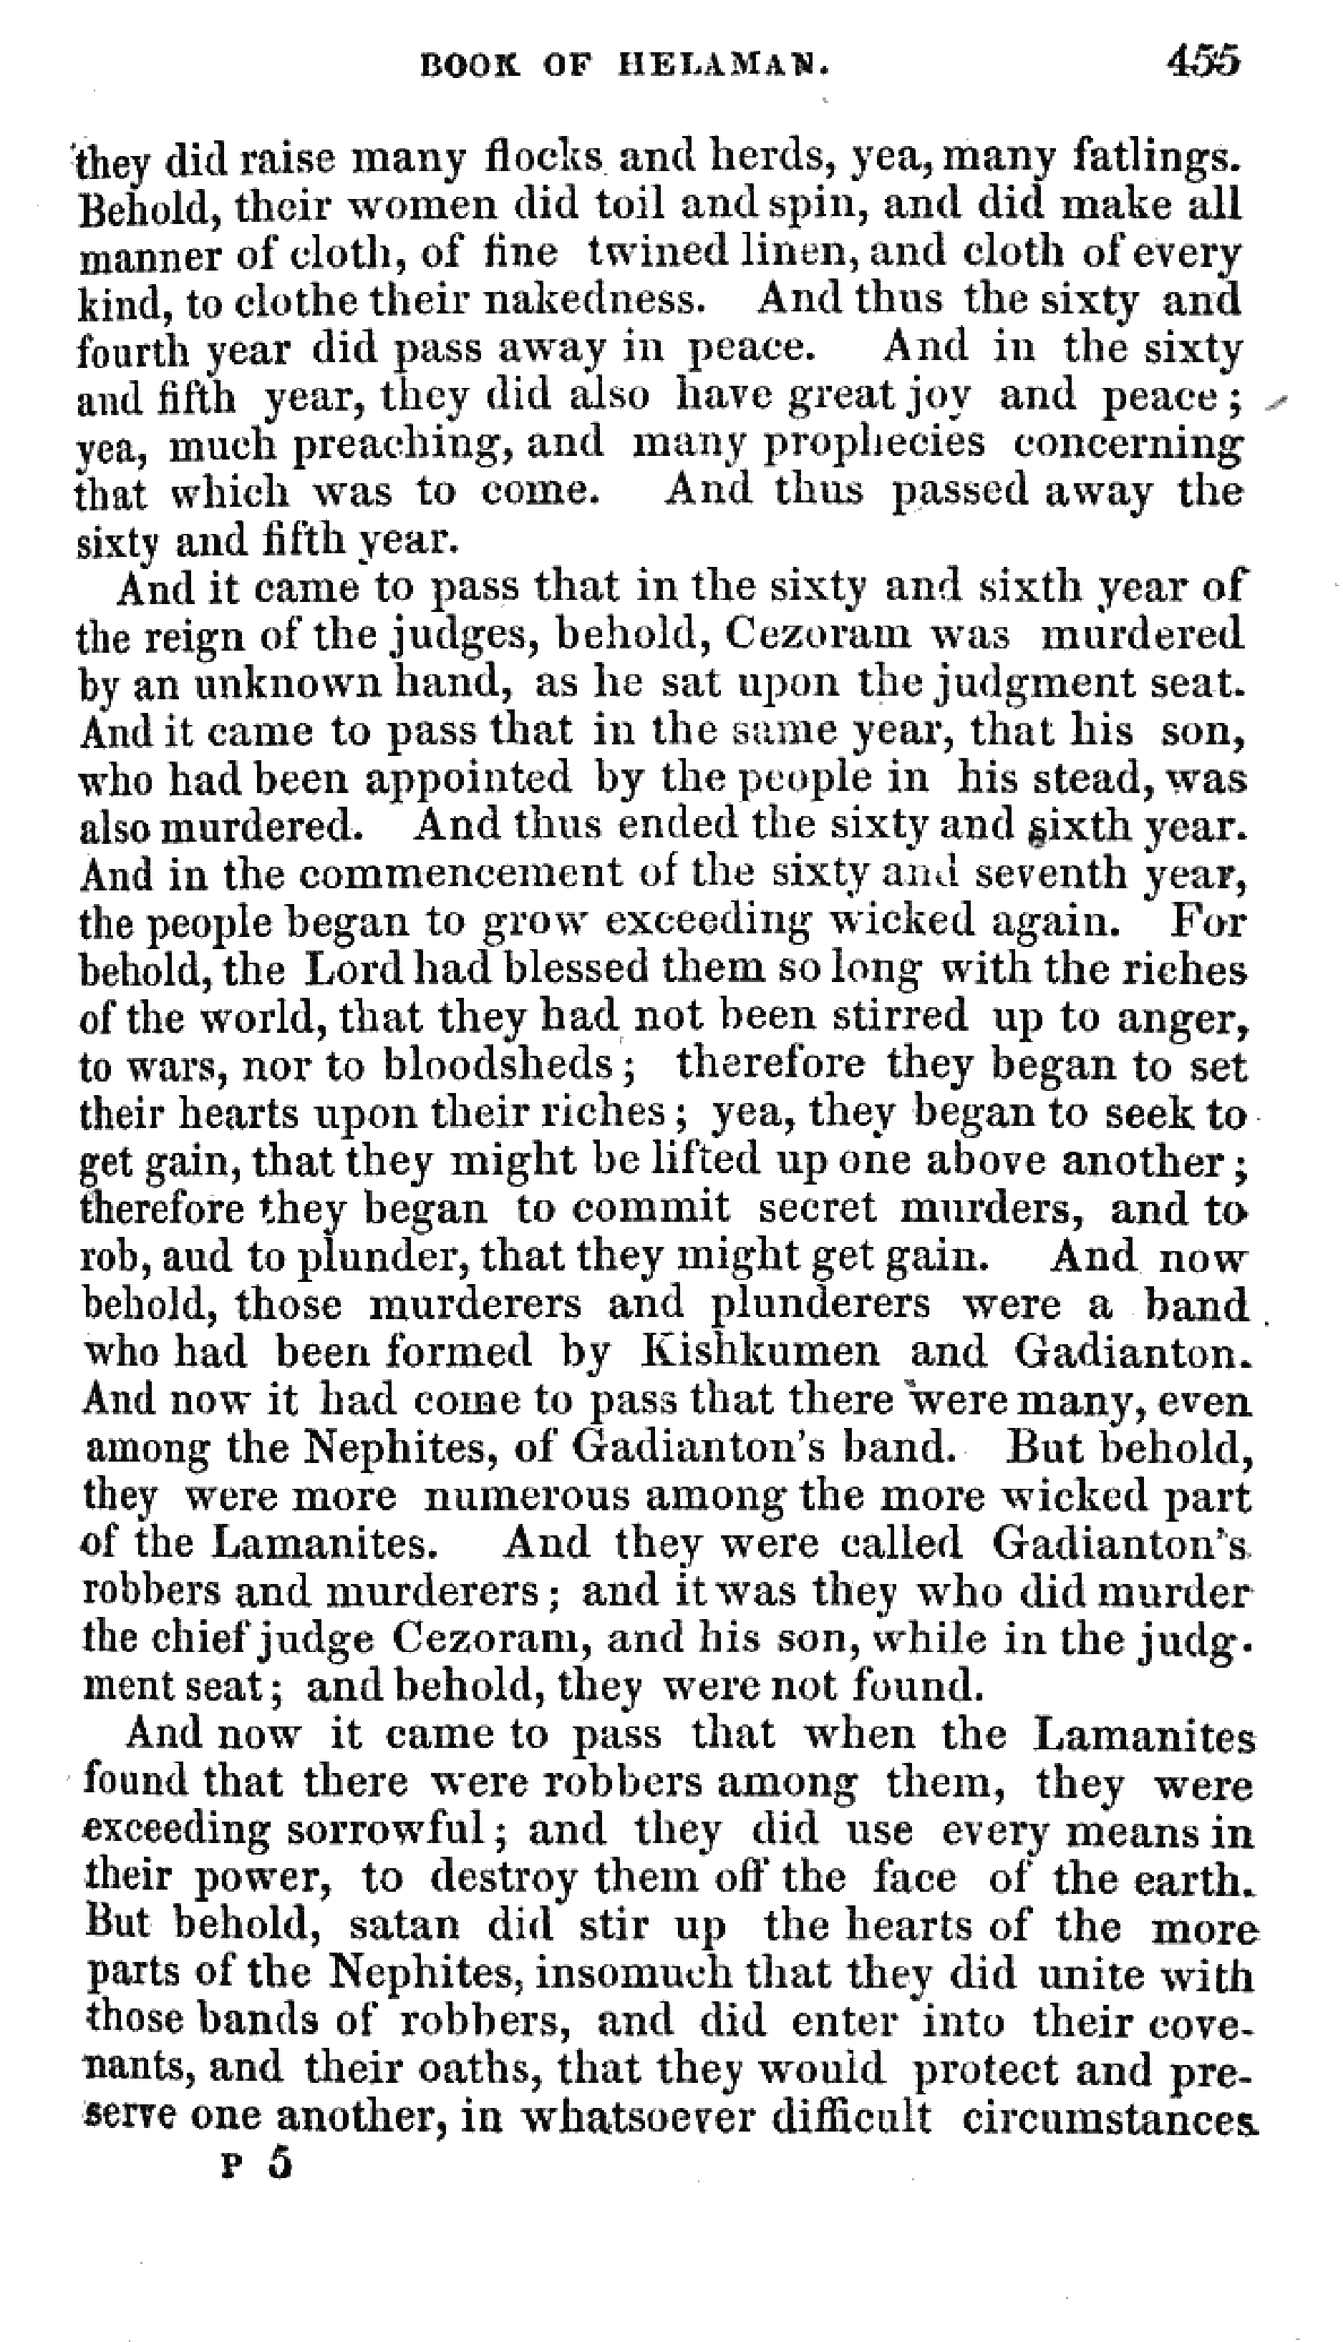 BOOK OF HELAMAN. 455
they did raise many flocks and herds, yea, many fatlings.
Behold, their women did toil and spin, and did make all
manner of cloth, of fine twined linen, and cloth of every
kind, to clothe their nakedness. And thus the sixty and
fourth year did pass away in peace. And in the sixty
and fifth year, they did also have great joy and peace;
yea, much preaching, and many prophecies concerning
that which was to come. And thus passed away the
sixty and fifth year.
And it came to pass that in the sixty and sixth year of
the reign of the judges, behold, Cezoram was murdered
by an unknown hand, as he sat upon the judgment seat.
And it came to pass that in the same year, that his son,
who had been appointed by the people in his stead, was
also murdered. And thus ended the sixty and sixth year.
And in the commencement of the sixty and seventh year,
the people began to grow exceeding wicked again. For
behold, the Lord had blessed them so long with the riches
of the world, that they had not been stirred up to anger,
to wars, nor to bloodsheds; therefore they began to set
their hearts upon their riches; yea, they began to seek to
get gain, that they might be lifted up one above another;
therefore they began to commit secret murders, and to
rob, aud to plunder, that they might get gain. And now
behold, those murderers and plunderers were a band
who had been formed by Kishkumen and Gadianton.
And now it had come to pass that there were many, even
among the Nephites, of Gadianton's band. But behold,
they were more numerous among the more wicked part
of the Lamanites. And they were called Gadianton's
robbers and murderers; and it was they who did murder
the chief judge Cezoram, and his son, while in the judg-
ment seat; and behold, they were not found.
And now it came to pass that when the Lamanites
found that there were robbers among them, they were
exceeding sorrowful; and they did use every means in
their power, to destroy them off the face of the earth.
But behold, satan did stir up the hearts of the more
parts of the Nephites, insomuch that they did unite with
those bands of robbers, and did enter into their cove-
nants, and their oaths, that they would protect and pre-
serve one another, in whatsoever difficult circumstances
P 5